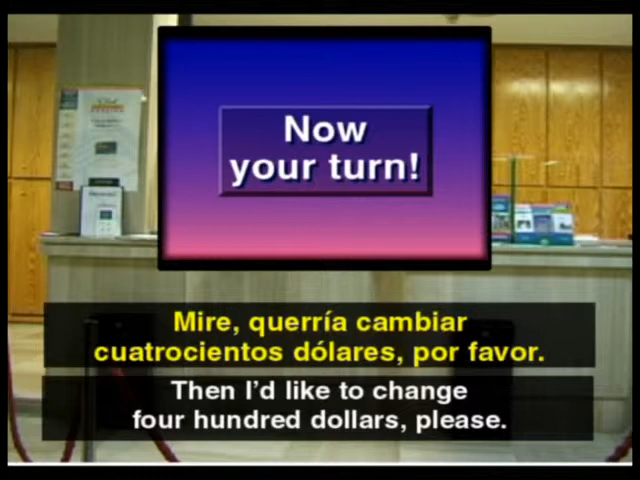 Now
your turn!
Mire, querría cambiar
cuatrocientos dólares, por favor.
Then I'd like to change
four hundred dollars, please.